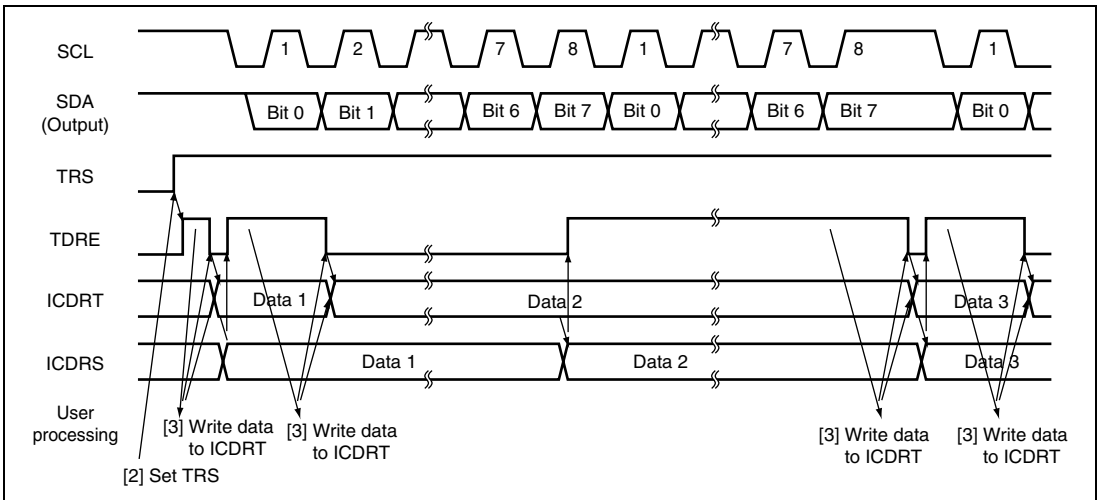 SCL
1 2 7 8 1 7 8 1
SDA
(Output)
Bit 0 Bit 1 Bit 6 Bit 7 Bit 0 Bit 6 Bit 7 Bit 0
TRS
TDRE
ICDRT
Data 1 Data 2 Data 3
ICDRS
Data 1 Data 2 Data 3
User
processing
[3] Write data
to ICDRT
[3] Write data
to ICDRT
[3] Write data
to ICDRT
[3] Write data
to ICDRT
[2] Set TRS